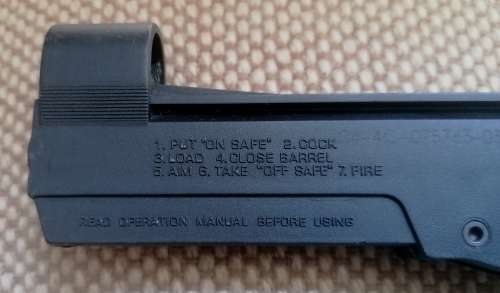 1. PUT "ON SAFE" 2. COCK
3. LOAD 4. CLOSE BARREL
5. AIM 6. TAKE "OFF SAFE" 7. FIRE
READ OPERATION MANUAL BEFORE USING